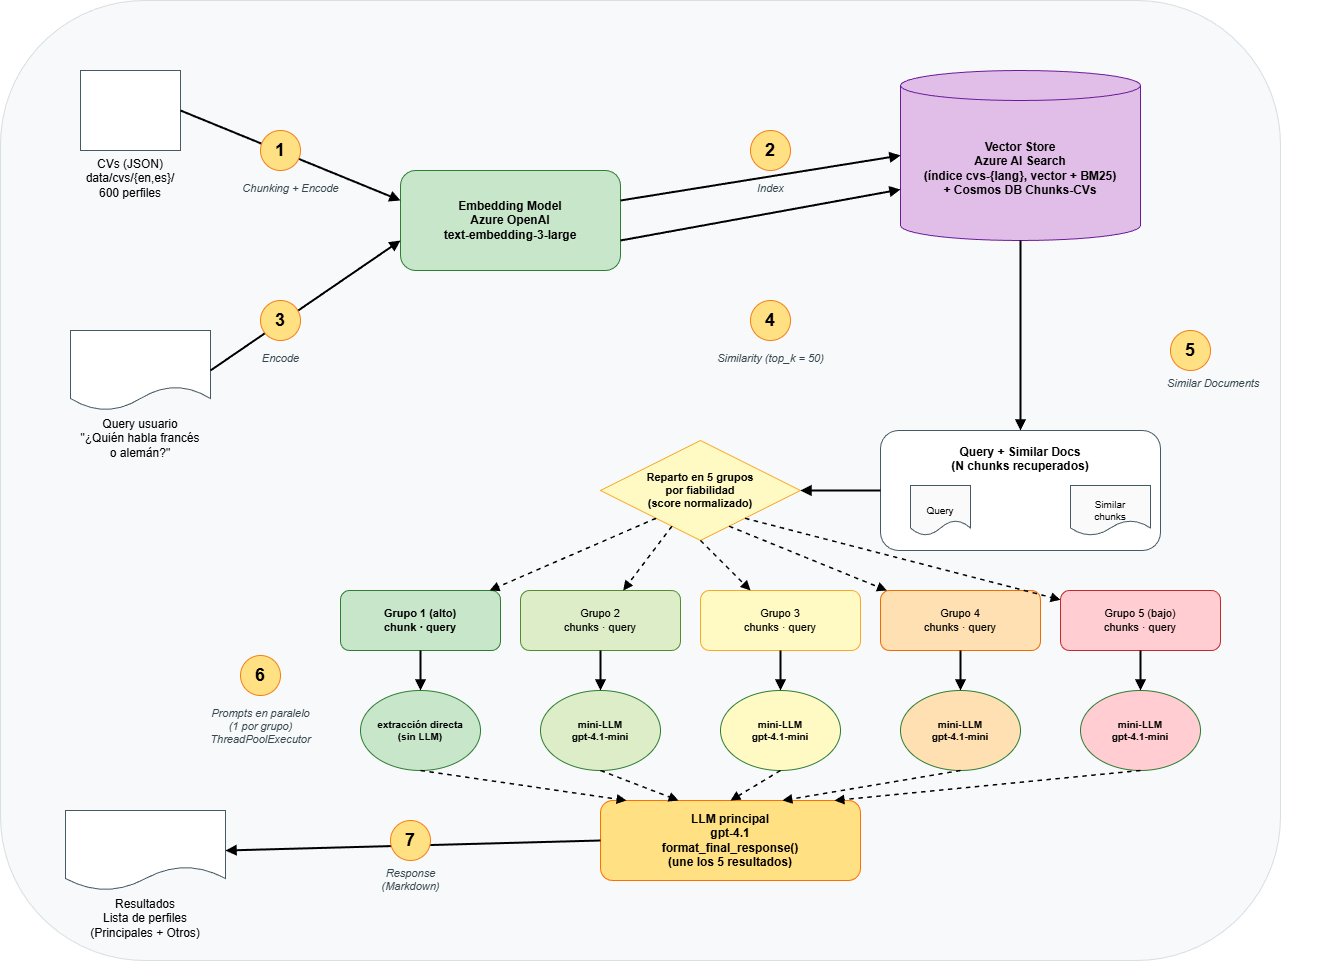 CVs (JSON)
data/cvs/{en,es}/
600 perfiles
1
Chunking + Encode
Embedding Model
Azure OpenAI
text-embedding-3-large
2
Index
Vector Store
Azure AI Search
(índice cvs-{lang}, vector + BM25)
+ Cosmos DB Chunks-CVs
3
Encode
Query usuario
"¿Quién habla francés
o alemán?"
4
Similarity (top_k = 50)
5
Similar Documents
Query + Similar Docs
(N chunks recuperados)
Query
Similar
chunks
Reparto en 5 grupos
por fiabilidad
(score normalizado)
Grupo 1 (alto)
chunk · query
Grupo 2
chunks · query
Grupo 3
chunks · query
Grupo 4
chunks · query
Grupo 5 (bajo)
chunks · query
6
Prompts en paralelo
(1 por grupo)
ThreadPoolExecutor
extracción directa
(sin LLM)
mini-LLM
gpt-4.1-mini
mini-LLM
gpt-4.1-mini
mini-LLM
gpt-4.1-mini
mini-LLM
gpt-4.1-mini
LLM principal
gpt-4.1
format_final_response()
(une los 5 resultados)
7
Response
(Markdown)
Resultados
Lista de perfiles
(Principales + Otros)